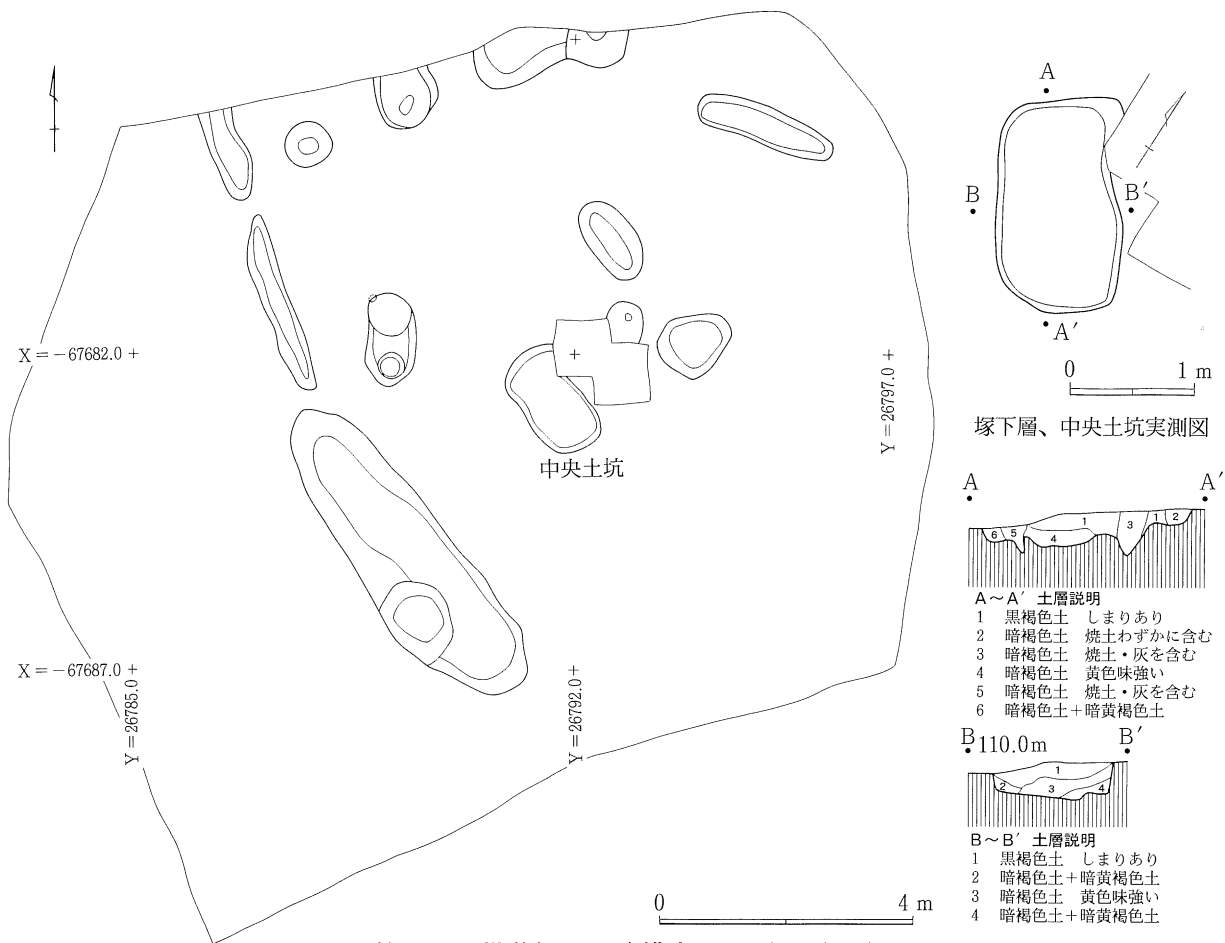 X=-67682.0
X=-67687.0
Y=26785.0
Y=26792.0
Y=26797.0
中央土坑
0 4 m
A
B
B′
A′
0 1 m
塚下層、中央土坑実測図
A A′
6 5 1 4 3 1 2
A～A′ 土層説明
1 黒褐色土 しまりあり
2 暗褐色土 焼土わずかに含む
3 暗褐色土 焼土・灰を含む
4 暗褐色土 黄色味強い
5 暗褐色土 焼土・灰を含む
6 暗褐色土＋暗黄褐色土
B 110.0m B′
1
2 3 4
B～B′ 土層説明
1 黒褐色土 しまりあり
2 暗褐色土＋暗黄褐色土
3 暗褐色土 黄色味強い
4 暗褐色土＋暗黄褐色土